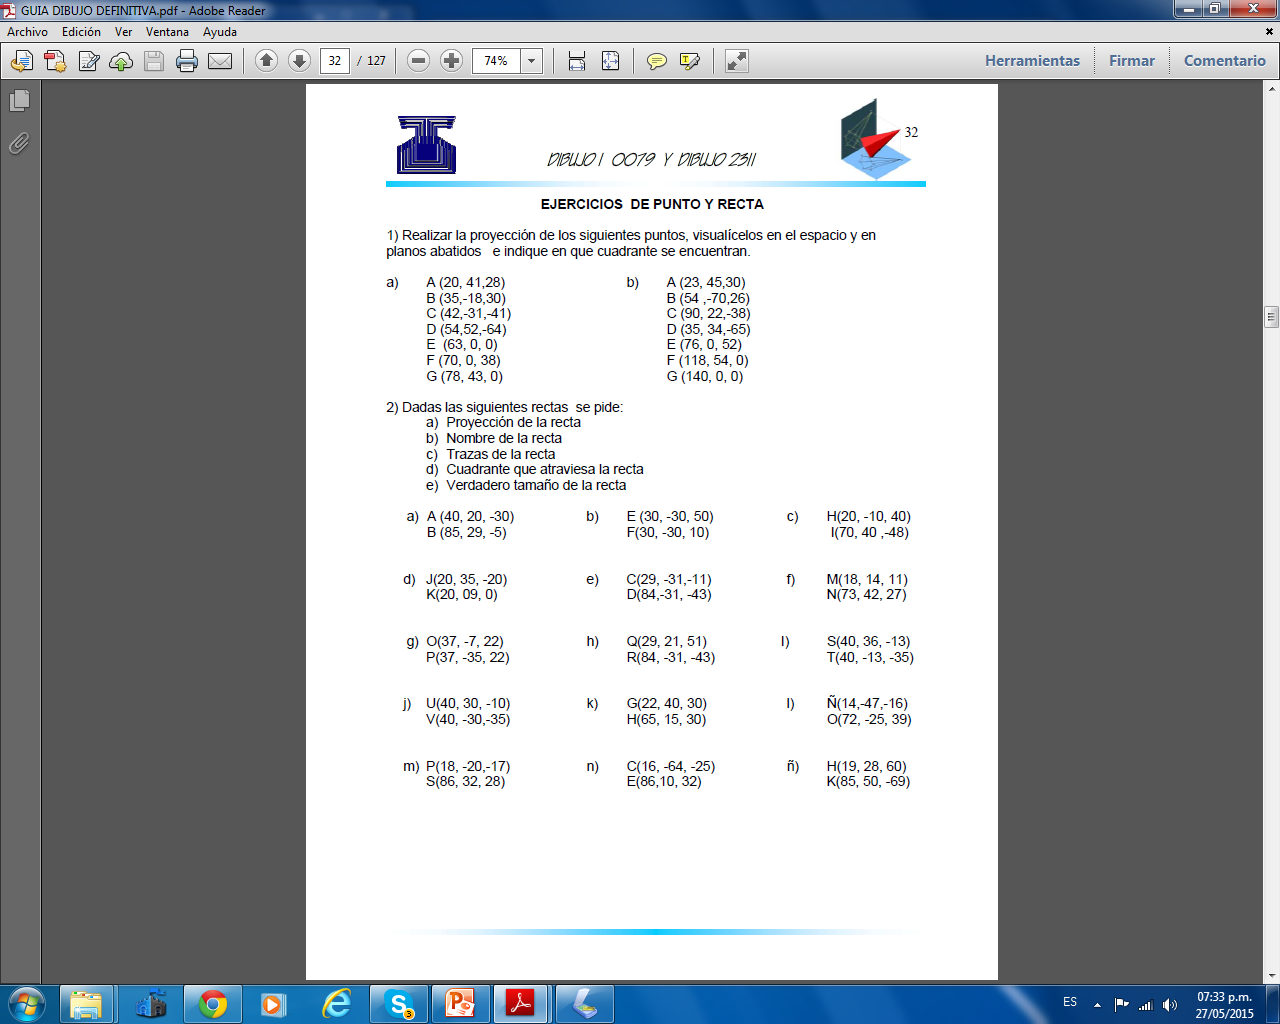 GUIA DIBUJO DEFINITIVA.pdf - Adobe Reader
Archivo Edición Ver Ventana Ayuda
32 / 127 74% Herramientas Firmar Comentario
32
DIBUJO I 0079 Y DIBUJO 2311
EJERCICIOS DE PUNTO Y RECTA
1) Realizar la proyección de los siguientes puntos, visualícelos en el espacio y en
planos abatidos e indique en que cuadrante se encuentran.
a) A (20, 41,28) b) A (23, 45,30)
B (35,-18,30) B (54 ,-70,26)
C (42,-31,-41) C (90, 22,-38)
D (54,52,-64) D (35, 34,-65)
E (63, 0, 0) E (76, 0, 52)
F (70, 0, 38) F (118, 54, 0)
G (78, 43, 0) G (140, 0, 0)
2) Dadas las siguientes rectas se pide:
a) Proyección de la recta
b) Nombre de la recta
c) Trazas de la recta
d) Cuadrante que atraviesa la recta
e) Verdadero tamaño de la recta
a) A (40, 20, -30) b) E (30, -30, 50) c) H(20, -10, 40)
B (85, 29, -5) F(30, -30, 10) I(70, 40 ,-48)
d) J(20, 35, -20) e) C(29, -31,-11) f) M(18, 14, 11)
K(20, 09, 0) D(84,-31, -43) N(73, 42, 27)
g) O(37, -7, 22) h) Q(29, 21, 51) I) S(40, 36, -13)
P(37, -35, 22) R(84, -31, -43) T(40, -13, -35)
j) U(40, 30, -10) k) G(22, 40, 30) l) Ñ(14,-47,-16)
V(40, -30,-35) H(65, 15, 30) O(72, -25, 39)
m) P(18, -20,-17) n) C(16, -64, -25) ñ) H(19, 28, 60)
S(86, 32, 28) E(86,10, 32) K(85, 50, -69)
ES 07:33 p.m.
27/05/2015